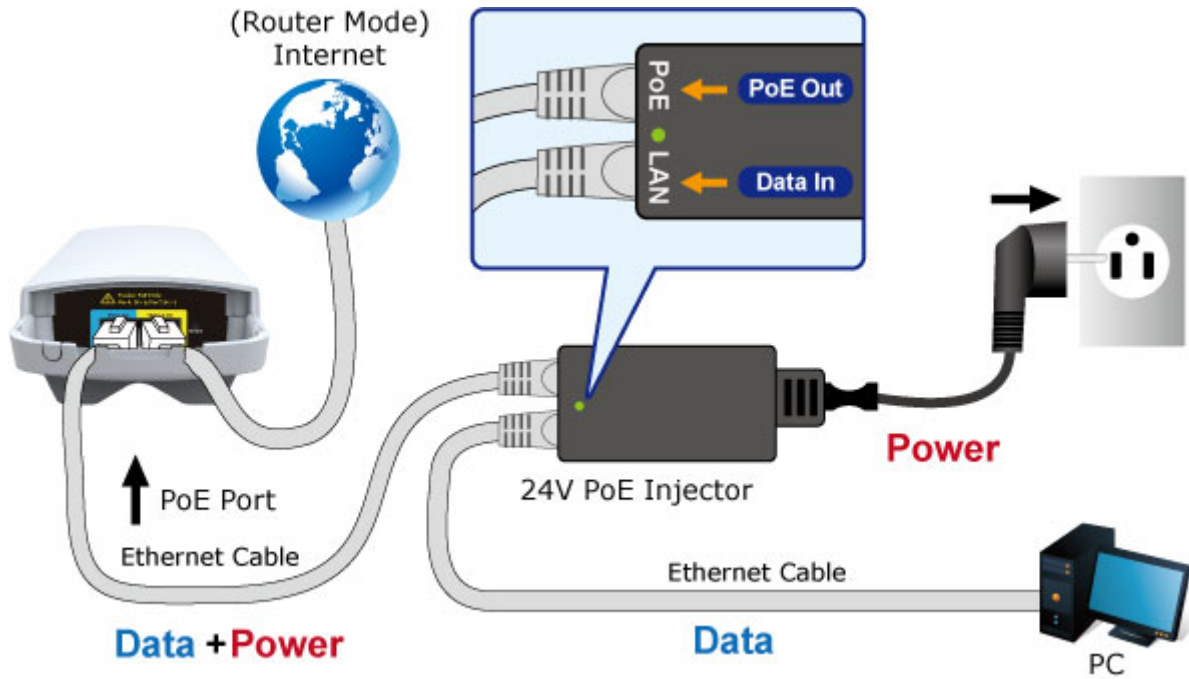 (Router Mode)
Internet
PoE
PoE Out
LAN
Data In
Power
24V PoE Injector
PoE Port
Ethernet Cable
Ethernet Cable
Data +Power
Data
PC